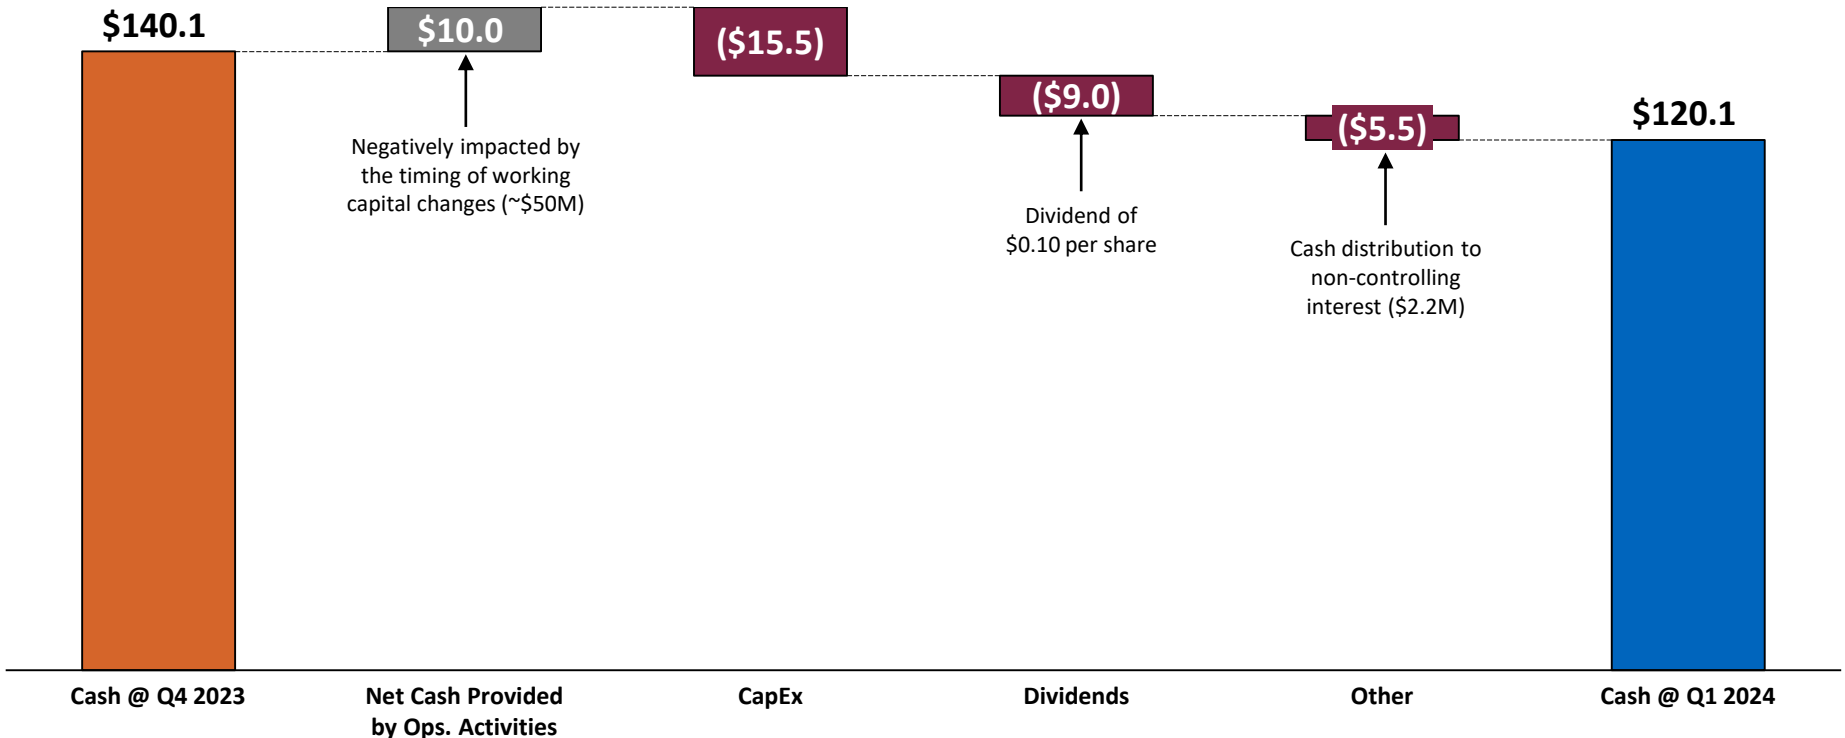 $140.1
$10.0
($15.5)
($9.0)
($5.5)
$120.1
Negatively impacted by
the timing of working
capital changes (~$50M)
Dividend of
$0.10 per share
Cash distribution to
non-controlling
interest ($2.2M)
Cash @ Q4 2023
Net Cash Provided
by Ops. Activities
CapEx
Dividends
Other
Cash @ Q1 2024